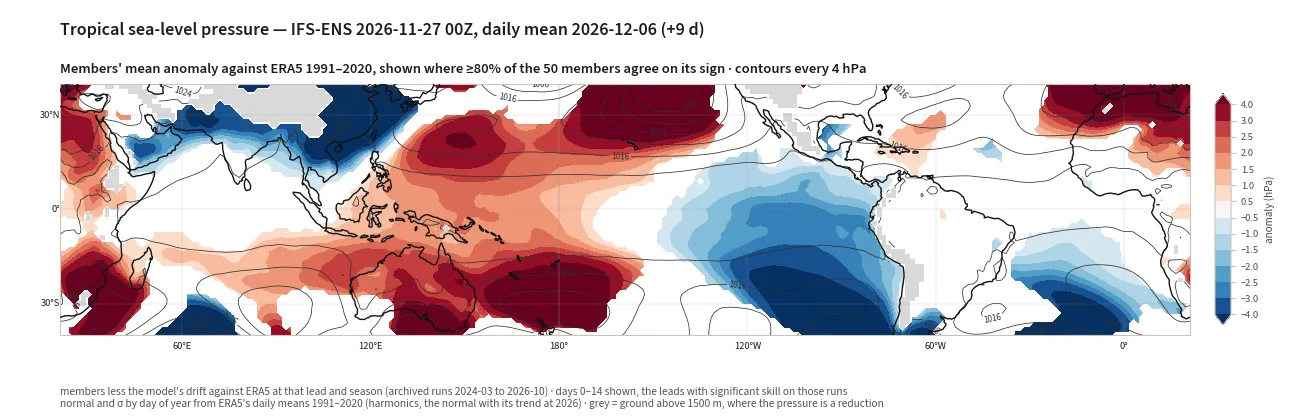 Tropical sea-level pressure — IFS-ENS 2026-11-27 00Z, daily mean 2026-12-06 (+9 d)
Members' mean anomaly against ERA5 1991–2020, shown where ≥80% of the 50 members agree on its sign · contours every 4 hPa
30°N
0°
30°S
60°E
120°E
180°
120°W
60°W
0°
1024
1016
1016
1016
1016
1016
1016
4.0
3.0
2.5
2.0
1.5
1.0
0.5
−0.5
−1.0
−1.5
−2.0
−2.5
−3.0
−4.0
anomaly (hPa)
members less the model's drift against ERA5 at that lead and season (archived runs 2024-03 to 2026-10) · days 0–14 shown, the leads with significant skill on those runs
normal and σ by day of year from ERA5's daily means 1991–2020 (harmonics, the normal with its trend at 2026) · grey = ground above 1500 m, where the pressure is a reduction